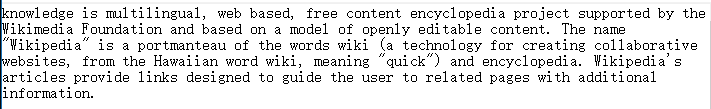 knowledge is multilingual, web based, free content encyclopedia project supported by the
Wikimedia Foundation and based on a model of openly editable content. The name
"Wikipedia" is a portmanteau of the words wiki (a technology for creating collaborative
websites, from the Hawaiian word wiki, meaning "quick") and encyclopedia. Wikipedia's
articles provide links designed to guide the user to related pages with additional
information.